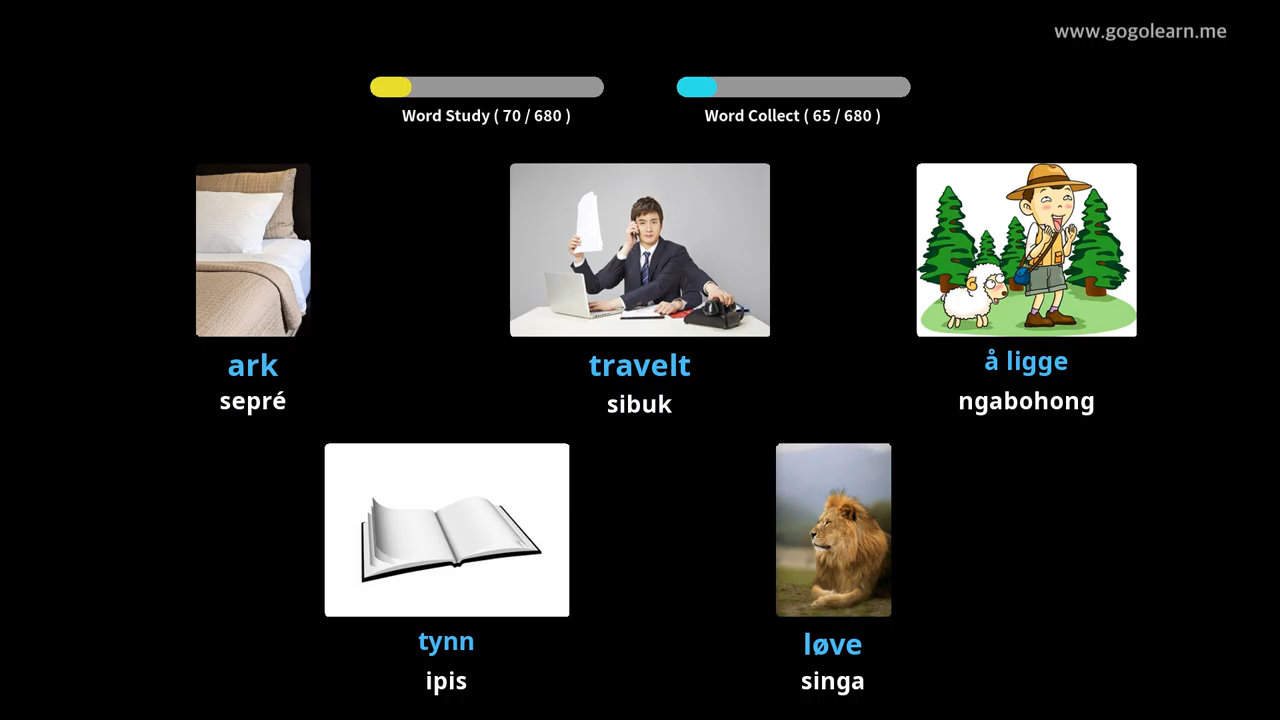 www.gogolearn.me
Word Study ( 70 / 680 )
Word Collect ( 65 / 680 )
ark
sepré
travelt
sibuk
å ligge
ngabohong
tynn
ipis
løve
singa